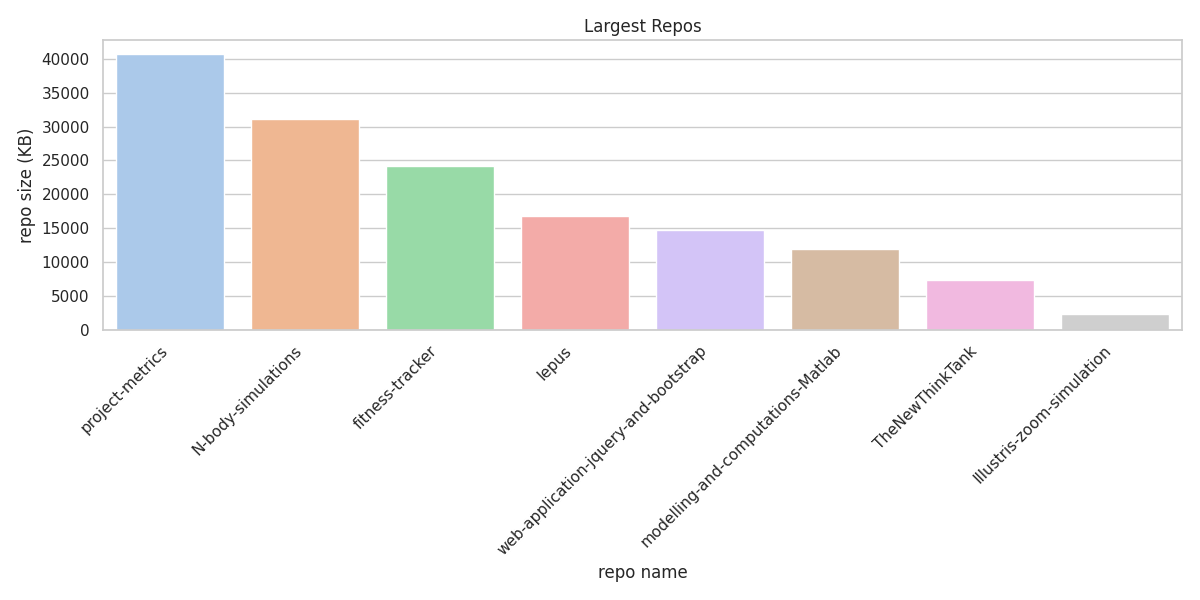 Largest Repos
repo size (KB)
40000
35000
30000
25000
20000
15000
10000
5000
0
project-metrics
N-body-simulations
fitness-tracker
lepus
web-application-jquery-and-bootstrap
modelling-and-computations-Matlab
TheNewThinkTank
Illustris-zoom-simulation
repo name